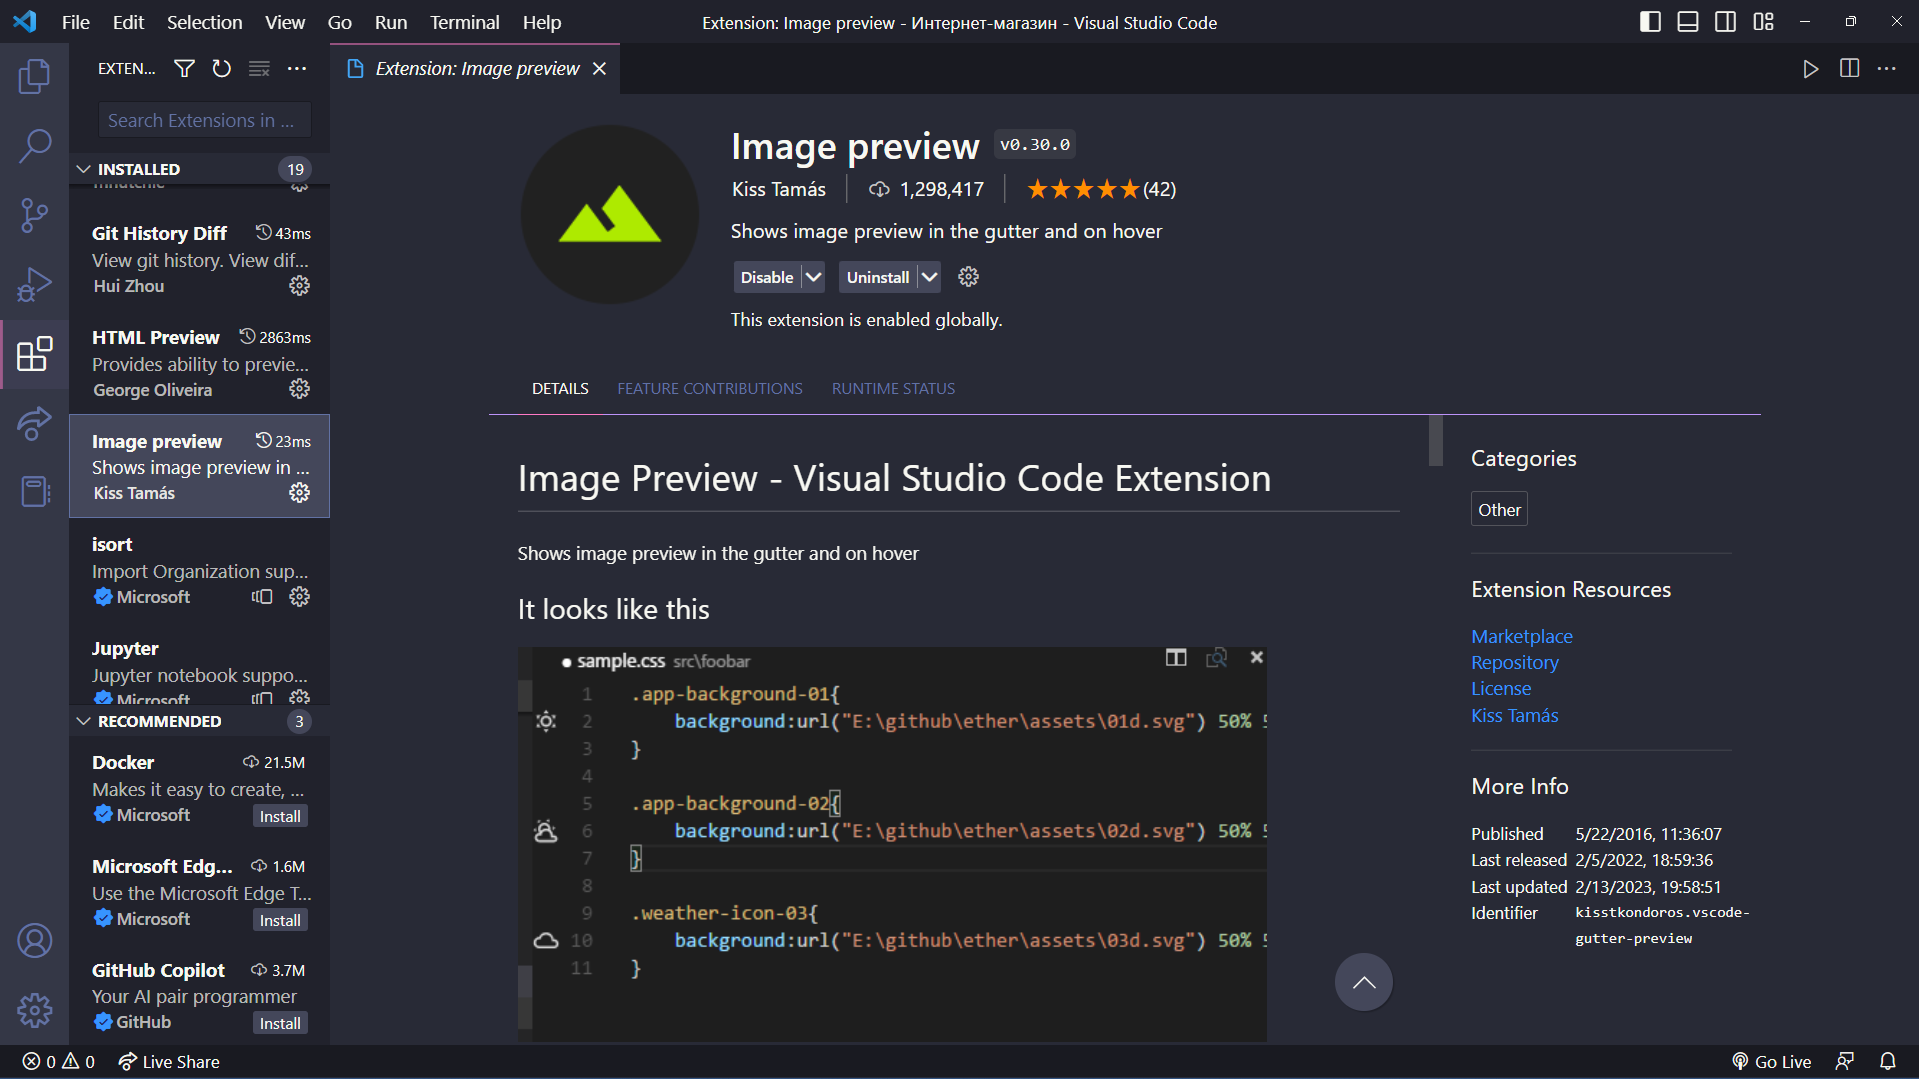 File Edit Selection View Go Run Terminal Help
Extension: Image preview - Интернет-магазин - Visual Studio Code
EXTEN...
Search Extensions in ...
INSTALLED 19
Git History Diff 43ms
View git history. View dif...
Hui Zhou
HTML Preview 2863ms
Provides ability to previe...
George Oliveira
Image preview 23ms
Shows image preview in ...
Kiss Tamás
isort
Import Organization sup...
Microsoft
Jupyter
Jupyter notebook suppo...
Microsoft
RECOMMENDED 3
Docker 21.5M
Makes it easy to create, ...
Microsoft Install
Microsoft Edg... 1.6M
Use the Microsoft Edge T...
Microsoft Install
GitHub Copilot 3.7M
Your AI pair programmer
GitHub Install
Extension: Image preview
Image preview v0.30.0
Kiss Tamás 1,298,417 (42)
Shows image preview in the gutter and on hover
Disable Uninstall
This extension is enabled globally.
DETAILS FEATURE CONTRIBUTIONS RUNTIME STATUS
Image Preview - Visual Studio Code Extension
Shows image preview in the gutter and on hover
It looks like this
sample.css src\foobar
1 .app-background-01{
2 background:url("E:\github\ether\assets\01d.svg") 50%
3 }
4
5 .app-background-02{
6 background:url("E:\github\ether\assets\02d.svg") 50%
7 }
8
9 .weather-icon-03{
10 background:url("E:\github\ether\assets\03d.svg") 50%
11 }
Categories
Other
Extension Resources
Marketplace
Repository
License
Kiss Tamás
More Info
Published 5/22/2016, 11:36:07
Last released 2/5/2022, 18:59:36
Last updated 2/13/2023, 19:58:51
Identifier kisstkondoros.vscode-
gutter-preview
0 0 Live Share
Go Live